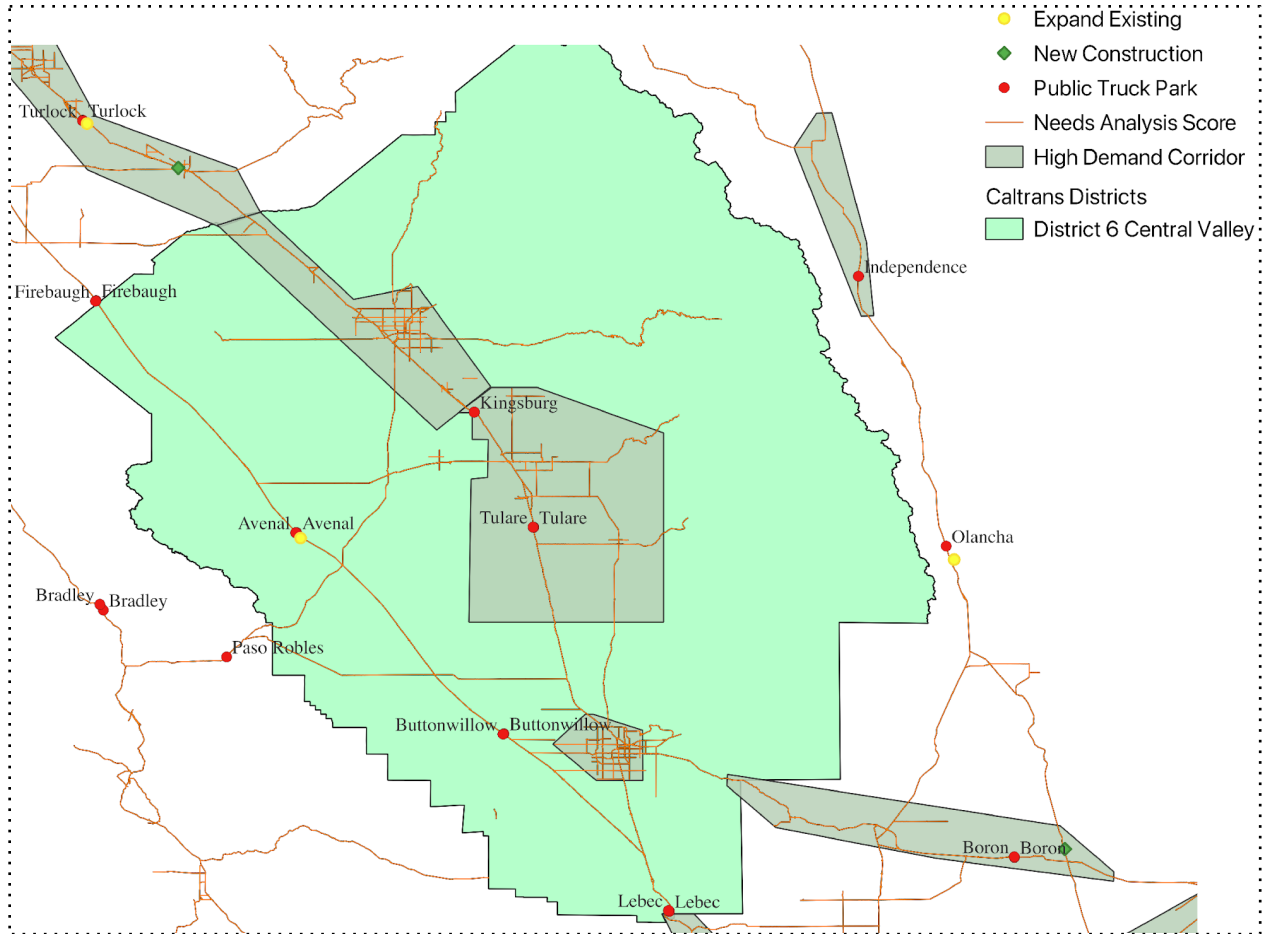 Expand Existing
New Construction
Public Truck Park
Needs Analysis Score
High Demand Corridor
Caltrans Districts
District 6 Central Valley
Turlock Turlock
Independence
Firebaugh Firebaugh
Kingsburg
Tulare Tulare
Avenal Avenal
Olancha
Bradley Bradley
Paso Robles
Buttonwillow Buttonwillow
Boron Boron
Lebec Lebec